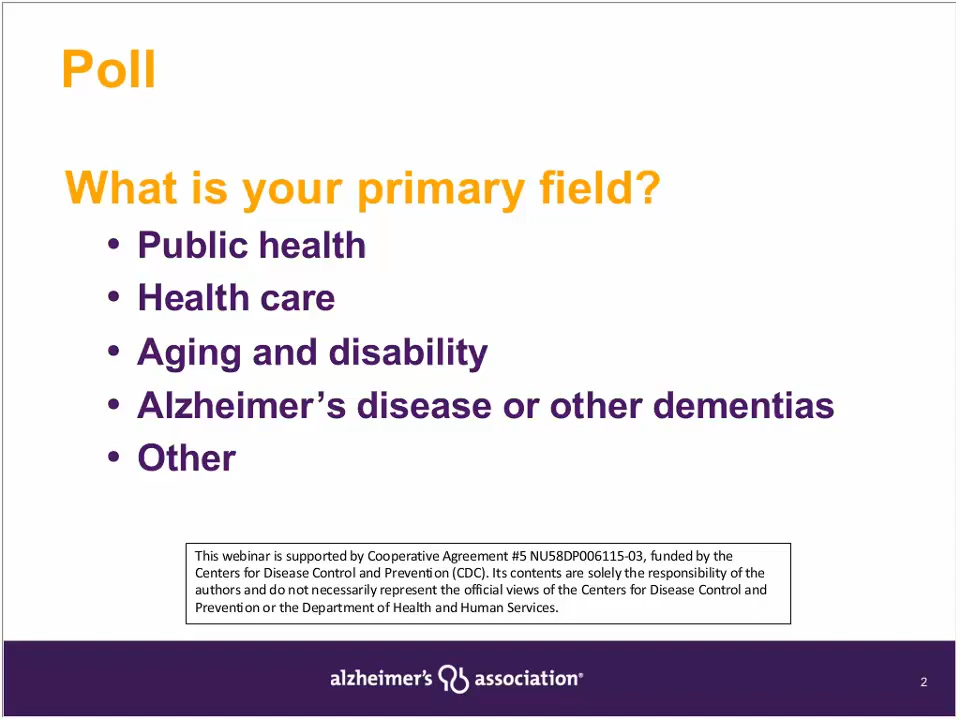 Poll
What is your primary field?
• Public health
• Health care
• Aging and disability
• Alzheimer’s disease or other dementias
• Other
This webinar is supported by Cooperative Agreement #5 NU58DP006115-03, funded by the
Centers for Disease Control and Prevention (CDC). Its contents are solely the responsibility of the
authors and do not necessarily represent the official views of the Centers for Disease Control and
Prevention or the Department of Health and Human Services.
alzheimer’s association®
2